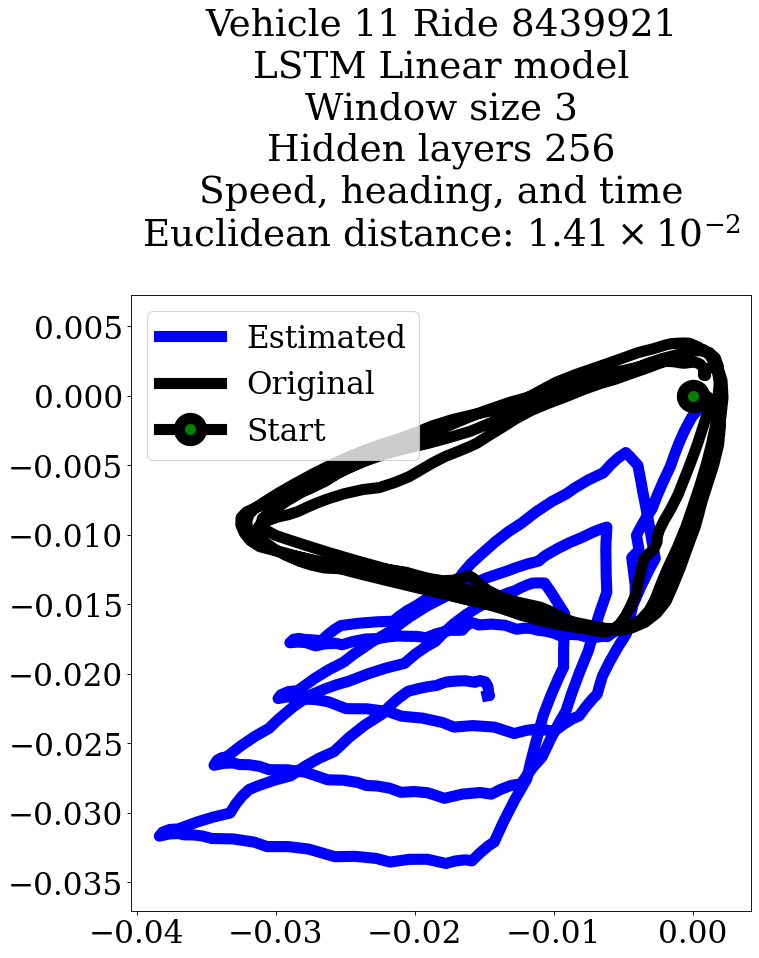 Vehicle 11 Ride 8439921
LSTM Linear model
Window size 3
Hidden layers 256
Speed, heading, and time
Euclidean distance: 1.41 × 10⁻²
Estimated
Original
Start
0.005
0.000
−0.005
−0.010
−0.015
−0.020
−0.025
−0.030
−0.035
−0.04 −0.03 −0.02 −0.01 0.00